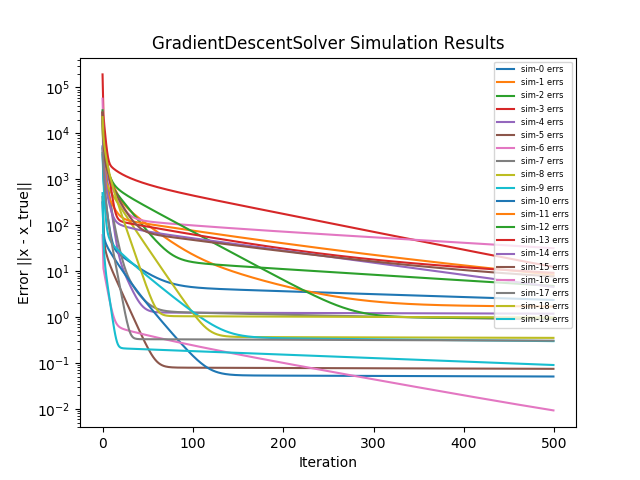 GradientDescentSolver Simulation Results
Error ||x - x_true||
10^5
10^4
10^3
10^2
10^1
10^0
10^-1
10^-2
sim-0 errs
sim-1 errs
sim-2 errs
sim-3 errs
sim-4 errs
sim-5 errs
sim-6 errs
sim-7 errs
sim-8 errs
sim-9 errs
sim-10 errs
sim-11 errs
sim-12 errs
sim-13 errs
sim-14 errs
sim-15 errs
sim-16 errs
sim-17 errs
sim-18 errs
sim-19 errs
0 100 200 300 400 500
Iteration